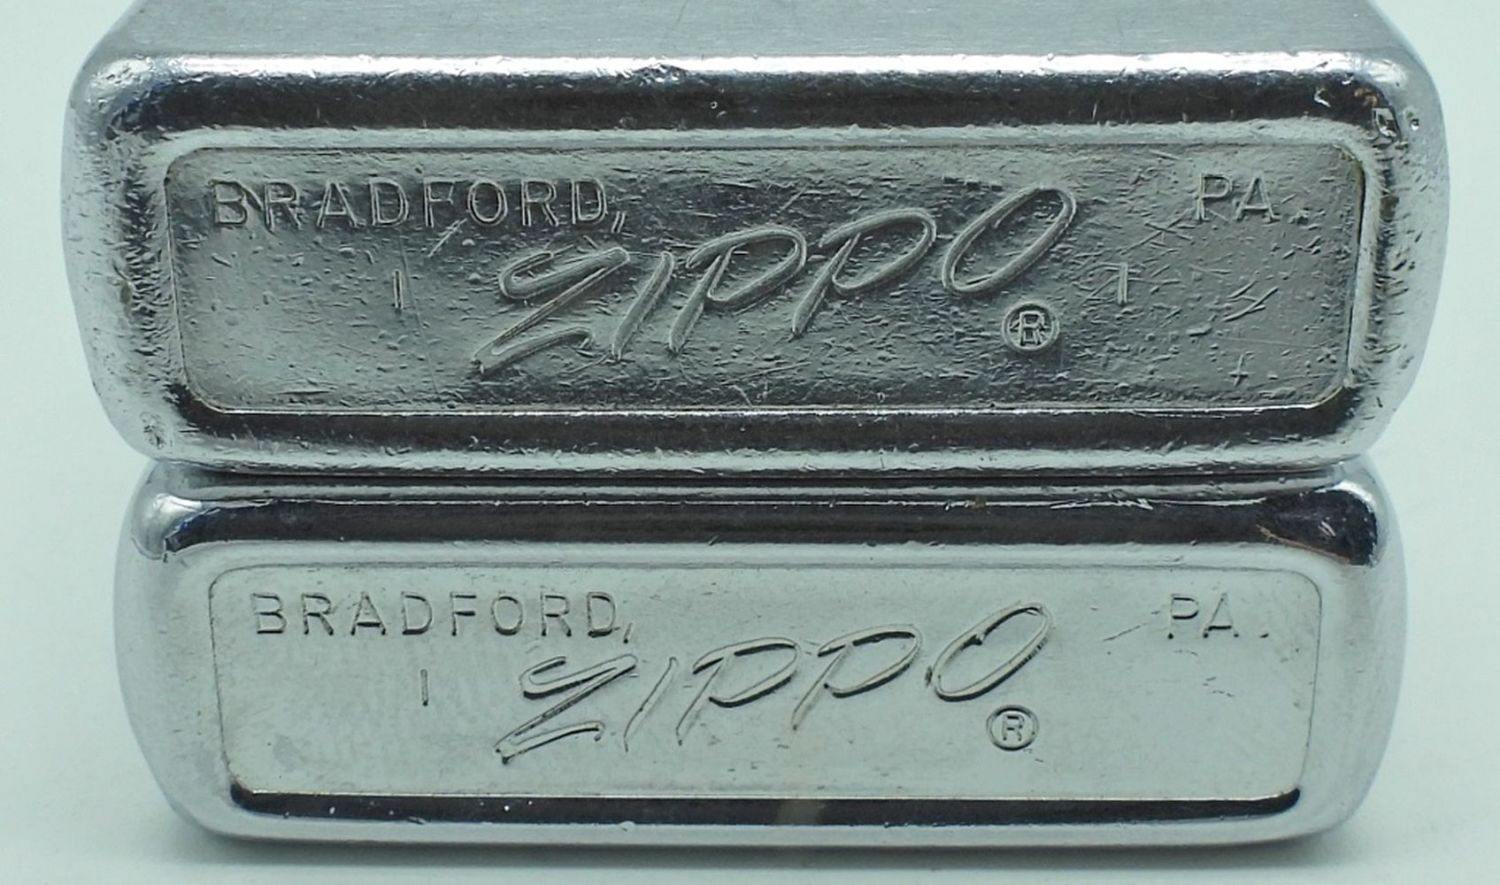 BRADFORD, PA.
ZIPPO
I I
®
BRADFORD, PA.
I ZIPPO
®